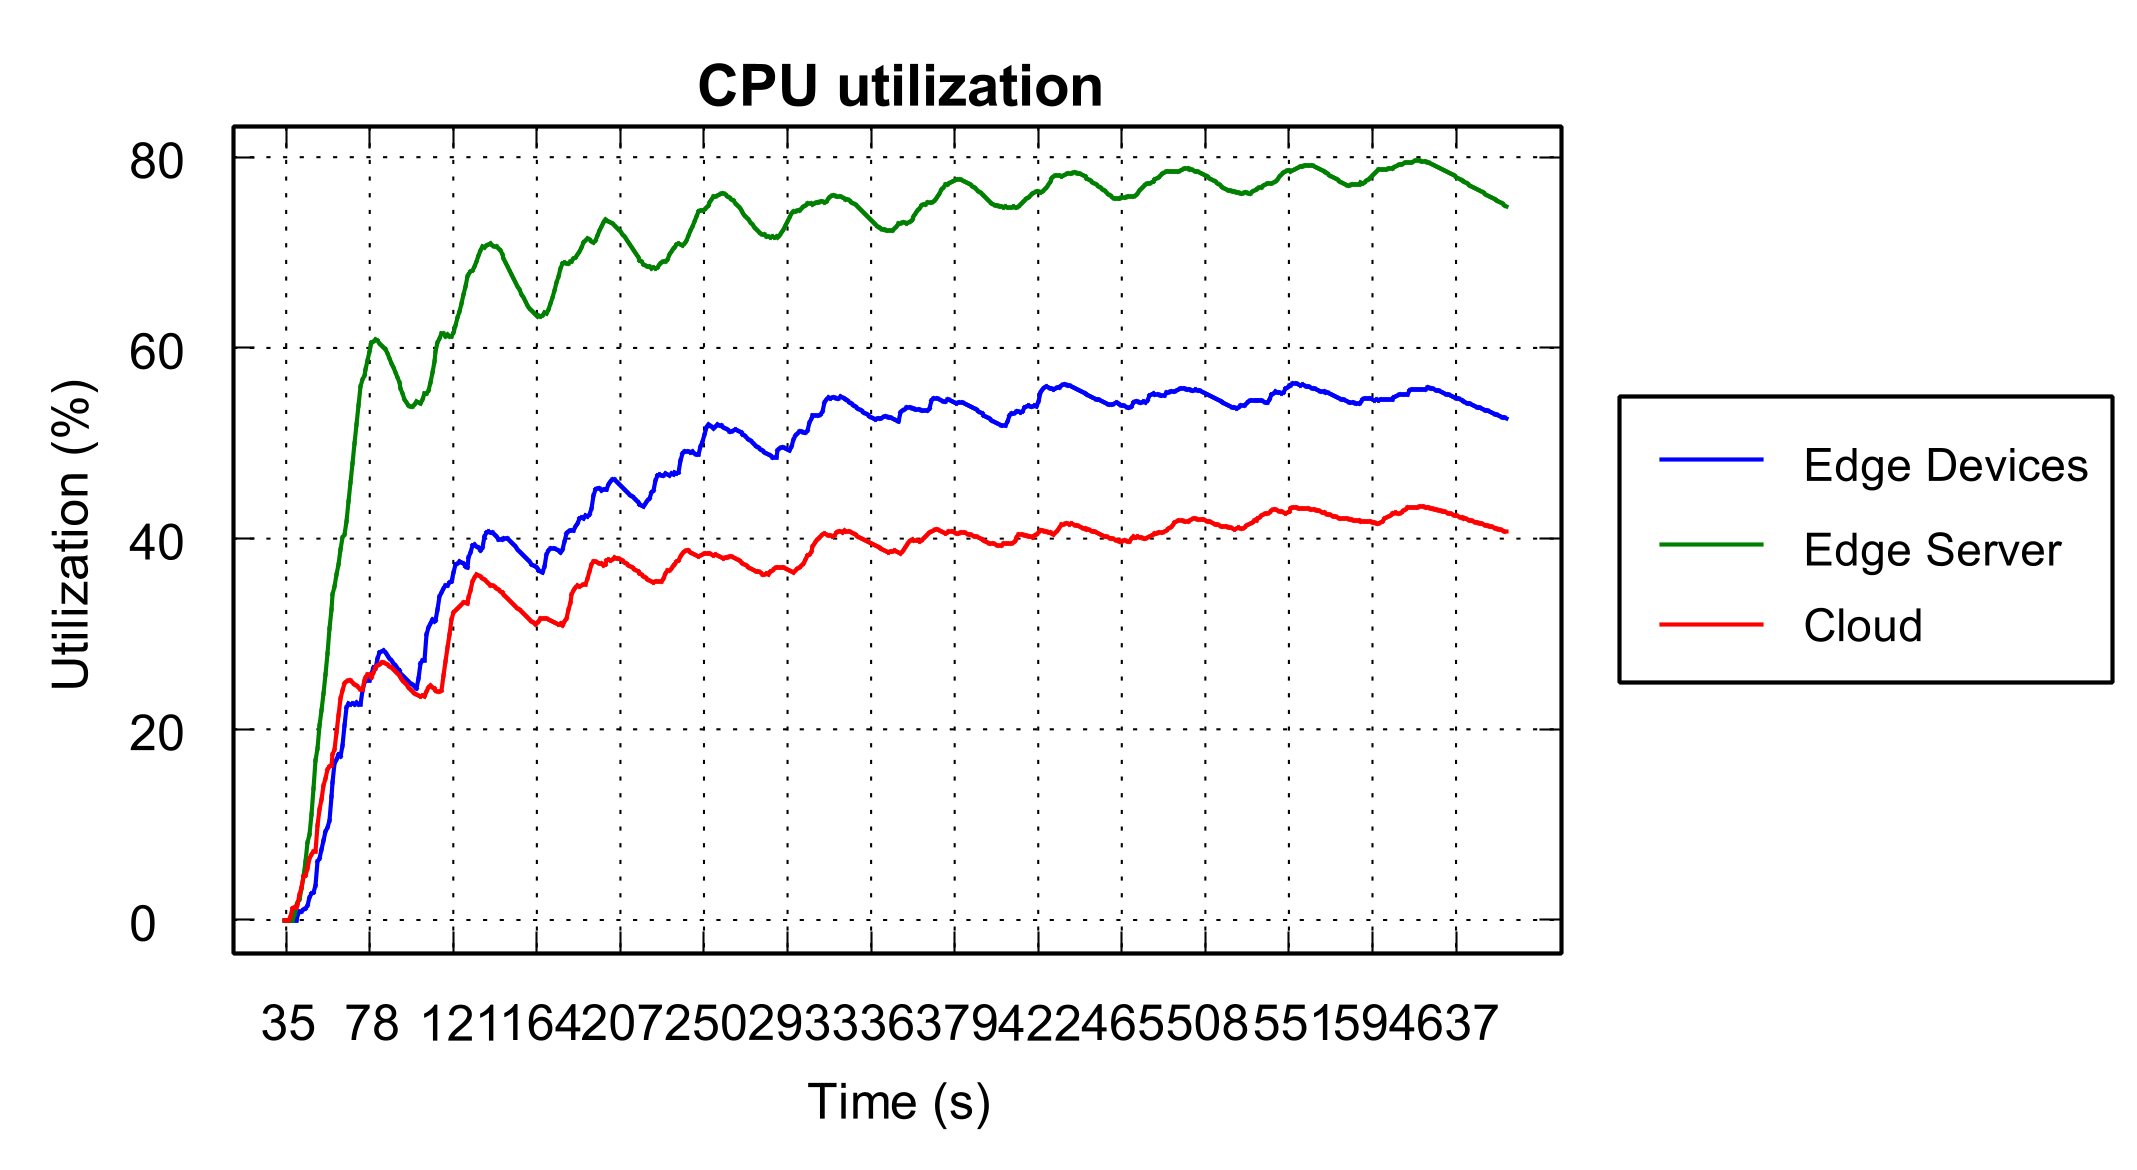 CPU utilization
80
60
40
20
0
Utilization (%)
35 78 121164207250293336379422465508551594637
Time (s)
Edge Devices
Edge Server
Cloud